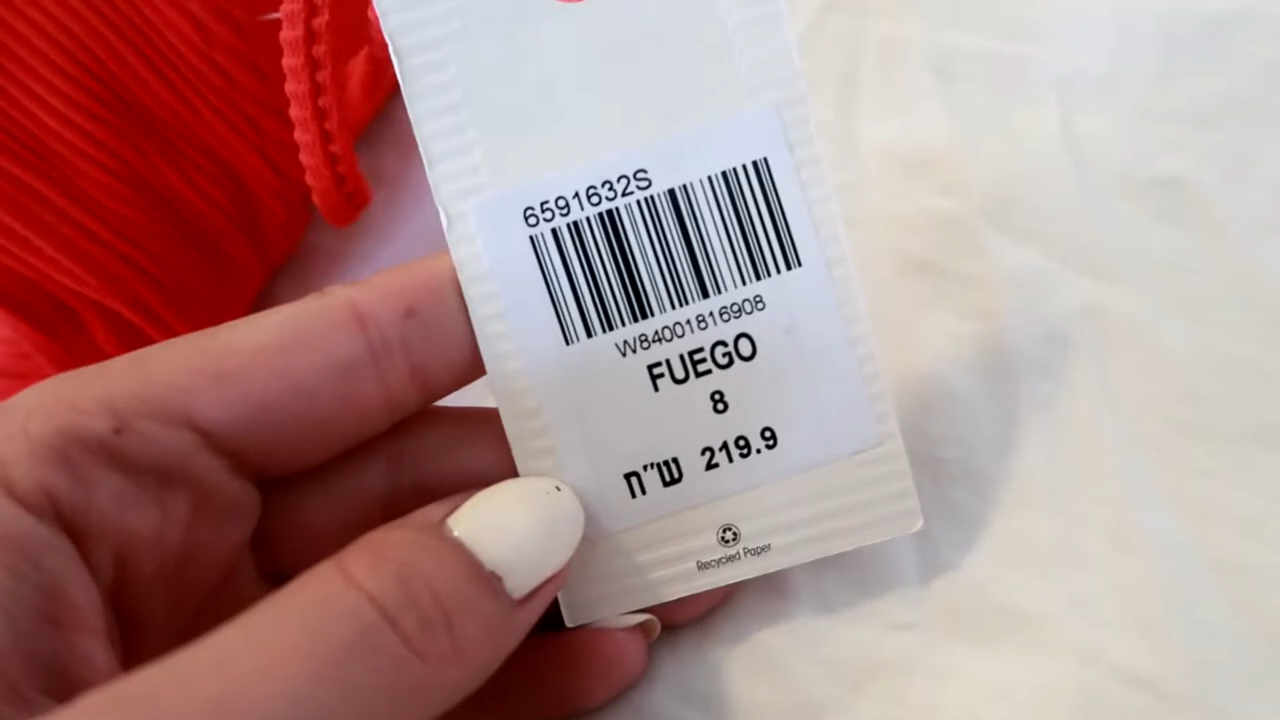 6591632S
W84001816908
FUEGO
8
ש"ח 219.9
Recycled Paper